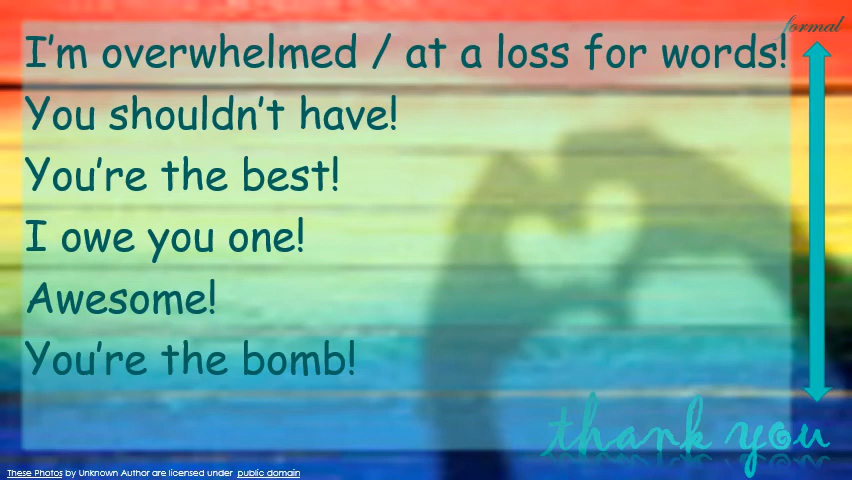 formal
I'm overwhelmed / at a loss for words!
You shouldn't have!
You're the best!
I owe you one!
Awesome!
You're the bomb!
thank you
These Photos by Unknown Author are licensed under public domain